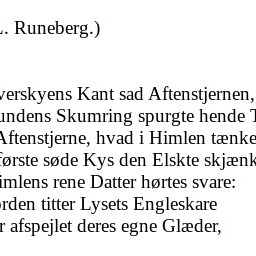 L. Runeberg.)
verskyens Kant sad Aftenstjernen,
undens Skumring spurgte hende
Aftenstjerne, hvad i Himlen tænke
første søde Kys den Elskte skjænk
imlens rene Datter hørtes svare:
orden titter Lysets Engleskare
r afspejlet deres egne Glæder,